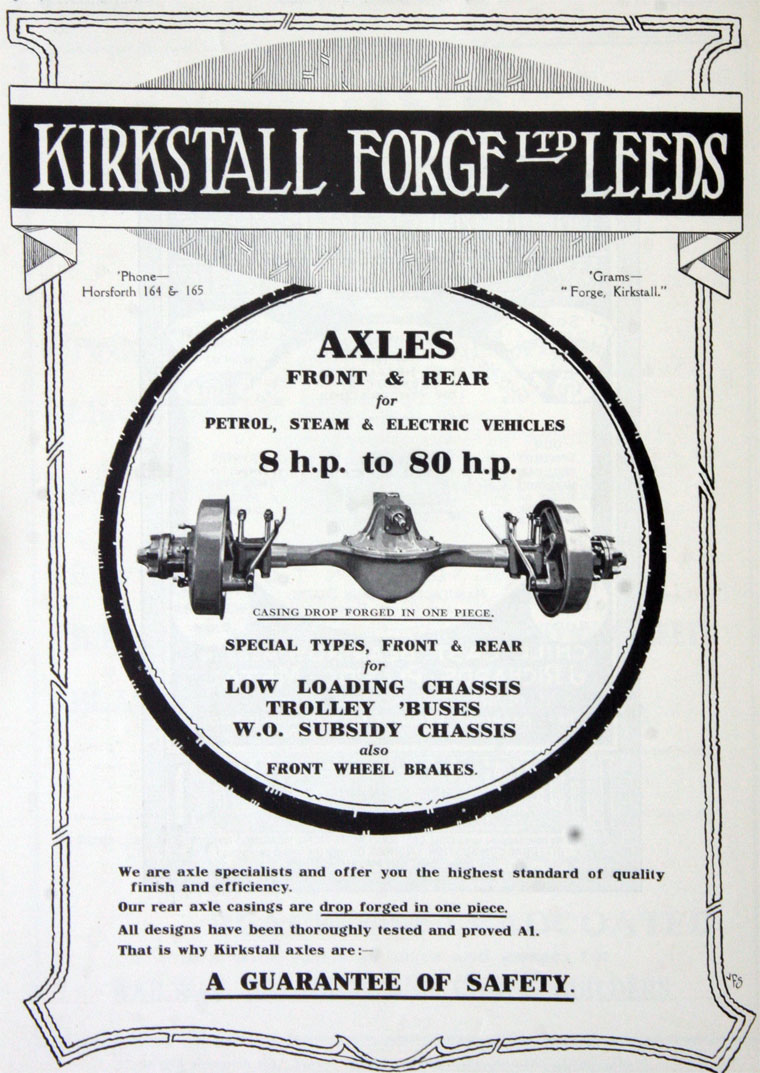 KIRKSTALL FORGE LTD LEEDS
'Phone—
Horsforth 164 & 165
'Grams—
"Forge, Kirkstall."
AXLES
FRONT & REAR
for
PETROL, STEAM & ELECTRIC VEHICLES
8 h.p. to 80 h.p.
CASING DROP FORGED IN ONE PIECE.
SPECIAL TYPES, FRONT & REAR
for
LOW LOADING CHASSIS
TROLLEY 'BUSES
W.O. SUBSIDY CHASSIS
also
FRONT WHEEL BRAKES.
We are axle specialists and offer you the highest standard of quality
finish and efficiency.
Our rear axle casings are drop forged in one piece.
All designs have been thoroughly tested and proved A1.
That is why Kirkstall axles are:—
A GUARANTEE OF SAFETY.